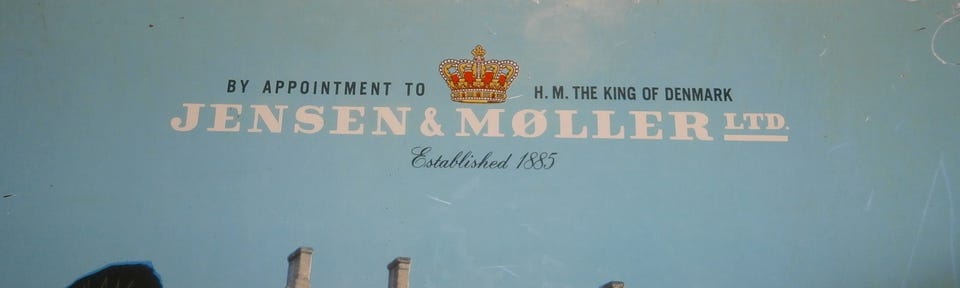 BY APPOINTMENT TO H. M. THE KING OF DENMARK
JENSEN & MØLLER LTD.
Established 1885